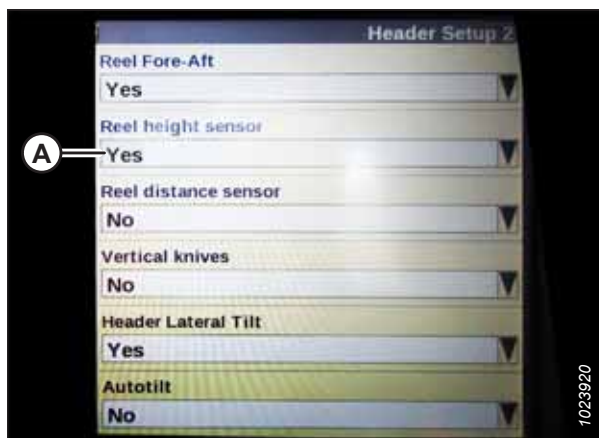 Header Setup 2
Reel Fore-Aft
Yes
Reel height sensor
A
Yes
Reel distance sensor
No
Vertical knives
No
Header Lateral Tilt
Yes
Autotilt
No
1023920